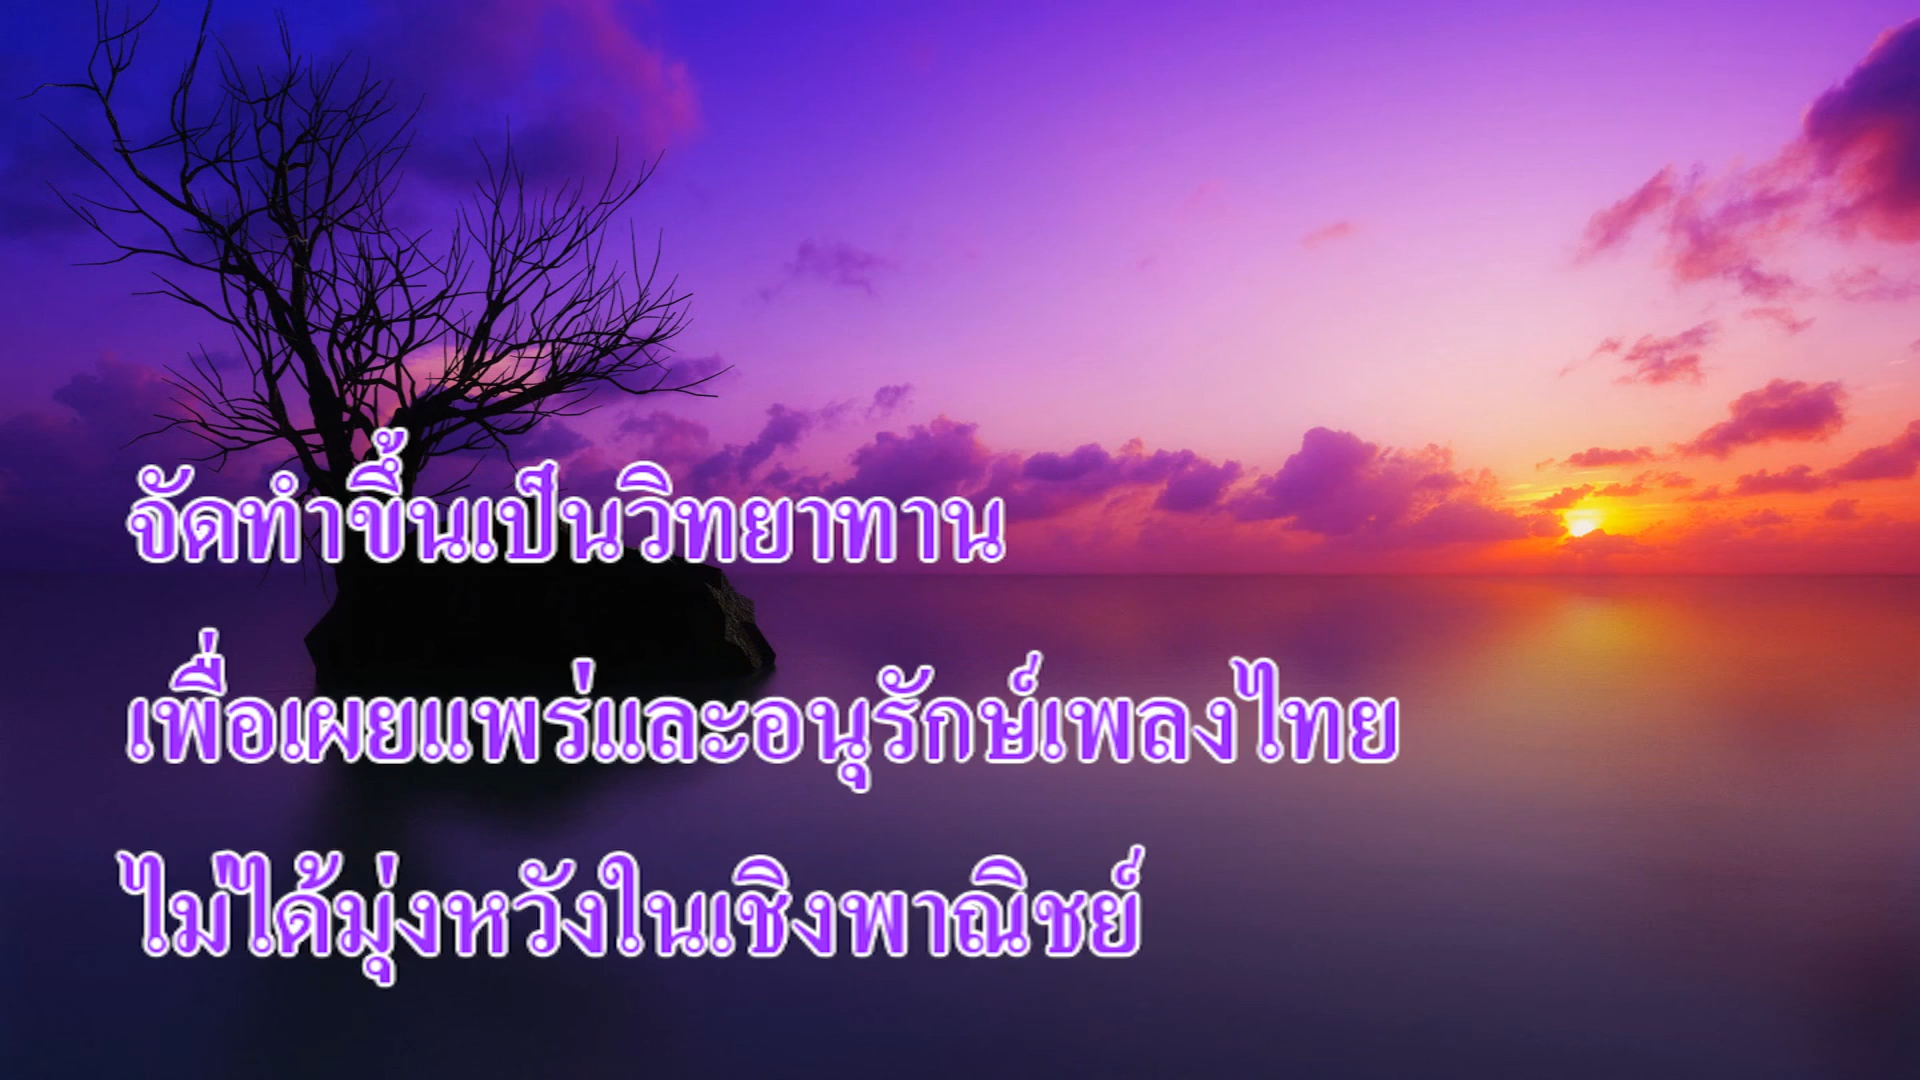 จัดทำขึ้นเป็นวิทยาทาน
เพื่อเผยแพร่และอนุรักษ์เพลงไทย
ไม่ได้มุ่งหวังในเชิงพาณิชย์